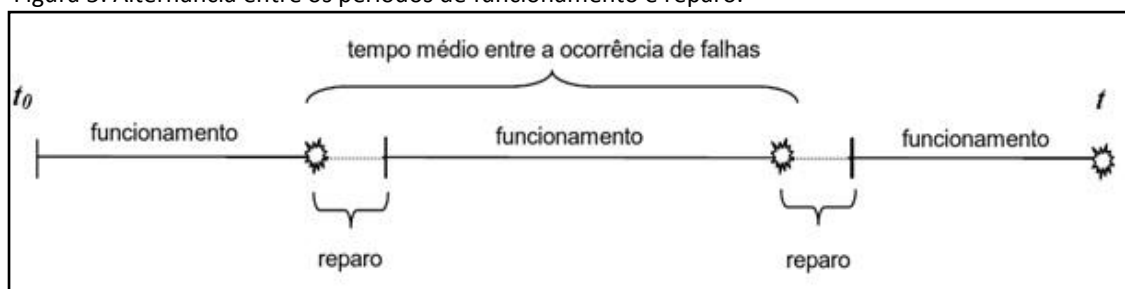 Figura 3: Alternância entre os períodos de funcionamento e reparo.
tempo médio entre a ocorrência de falhas
t0
t
funcionamento
funcionamento
funcionamento
reparo
reparo